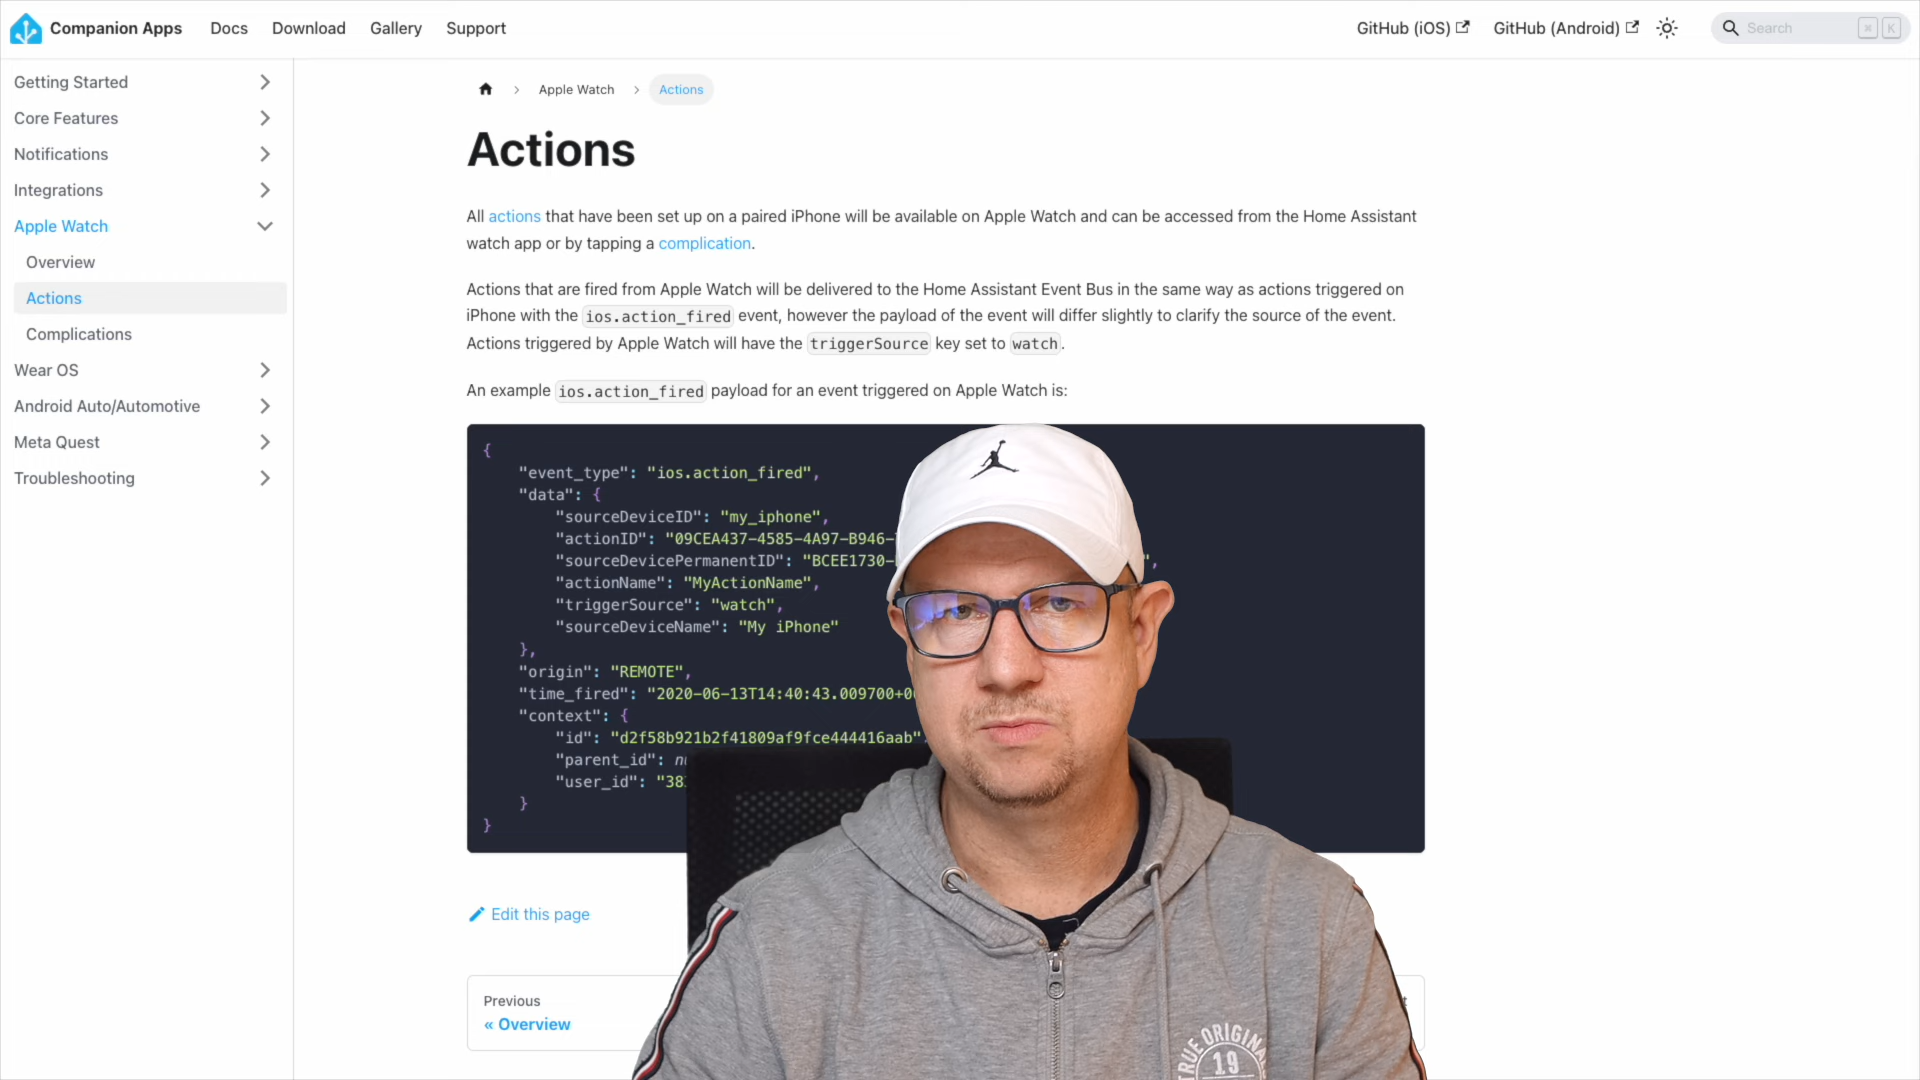 Companion Apps Docs Download Gallery Support GitHub (iOS) GitHub (Android) Search K
Getting Started
Core Features
Notifications
Integrations
Apple Watch
Overview
Actions
Complications
Wear OS
Android Auto/Automotive
Meta Quest
Troubleshooting
Apple Watch Actions
Actions
All actions that have been set up on a paired iPhone will be available on Apple Watch and can be accessed from the Home Assistant
watch app or by tapping a complication.
Actions that are fired from Apple Watch will be delivered to the Home Assistant Event Bus in the same way as actions triggered on
iPhone with the ios.action_fired event, however the payload of the event will differ slightly to clarify the source of the event.
Actions triggered by Apple Watch will have the triggerSource key set to watch.
An example ios.action_fired payload for an event triggered on Apple Watch is:
{
"event_type": "ios.action_fired",
"data": {
"sourceDeviceID": "my_iphone",
"actionID": "09CEA437-4585-4A97-B946-
"sourceDevicePermanentID": "BCEE1730- ",
"actionName": "MyActionName",
"triggerSource": "watch",
"sourceDeviceName": "My iPhone"
},
"origin": "REMOTE",
"time_fired": "2020-06-13T14:40:43.009700+0
"context": {
"id": "d2f58b921b2f41809af9fce444416aab",
"parent_id":
"user_id": "38
}
}
Edit this page
Previous
« Overview
TRUE ORIGINAL
19